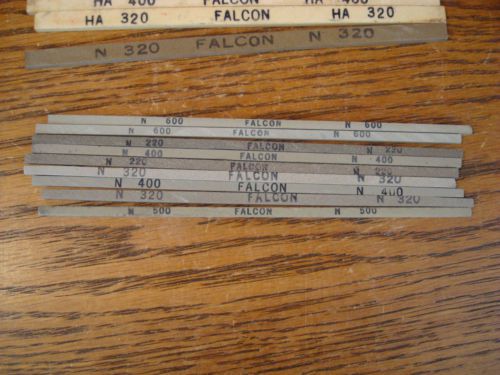 HA 400 FALCON HA 400
HA 320 FALCON HA 320
N 320 FALCON N 320
N 600 FALCON N 600
N 600 FALCON N 600
N 220 FALCON N 220
N 400 FALCON N 400
N 220 FALCON N 220
N 320 FALCON N 320
N 400 FALCON N 400
N 320 FALCON N 320
N 500 FALCON N 500